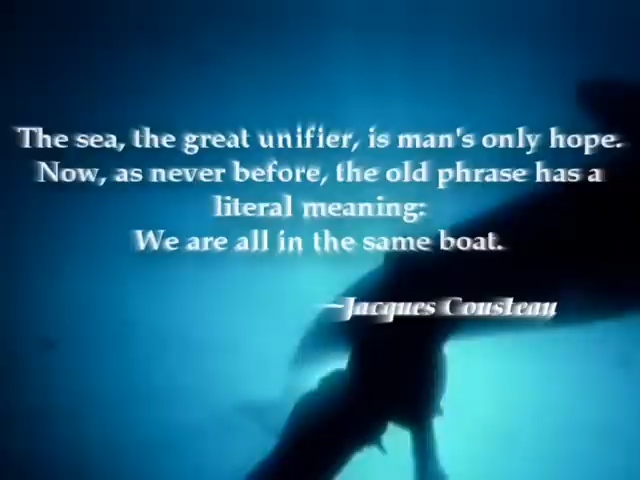 The sea, the great unifier, is man's only hope.
Now, as never before, the old phrase has a
literal meaning:
We are all in the same boat.
—Jacques Cousteau